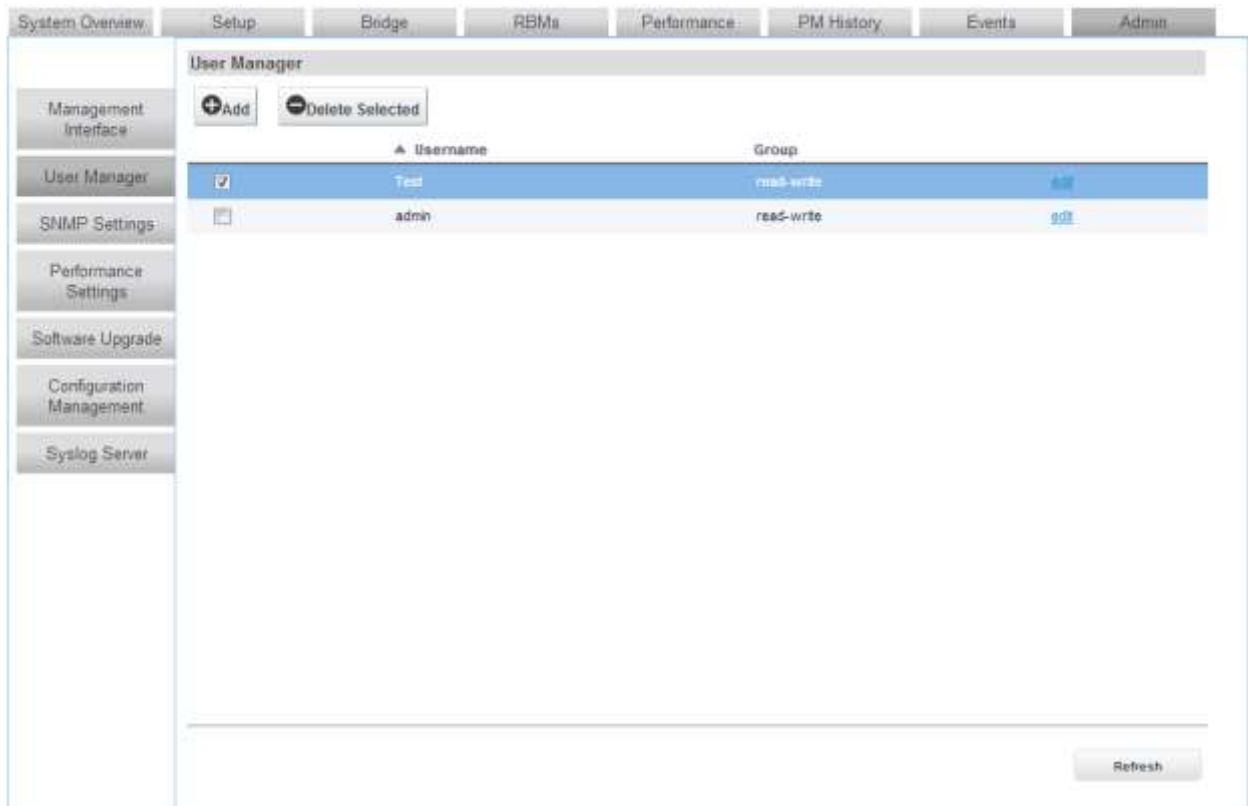 System Overview Setup Bridge RBMs Performance PM History Events Admin
User Manager
Add Delete Selected
Management
Interface
User Manager
SNMP Settings
Performance
Settings
Software Upgrade
Configuration
Management
Syslog Server
▲ Username Group
Test read-write edit
admin read-write edit
Refresh